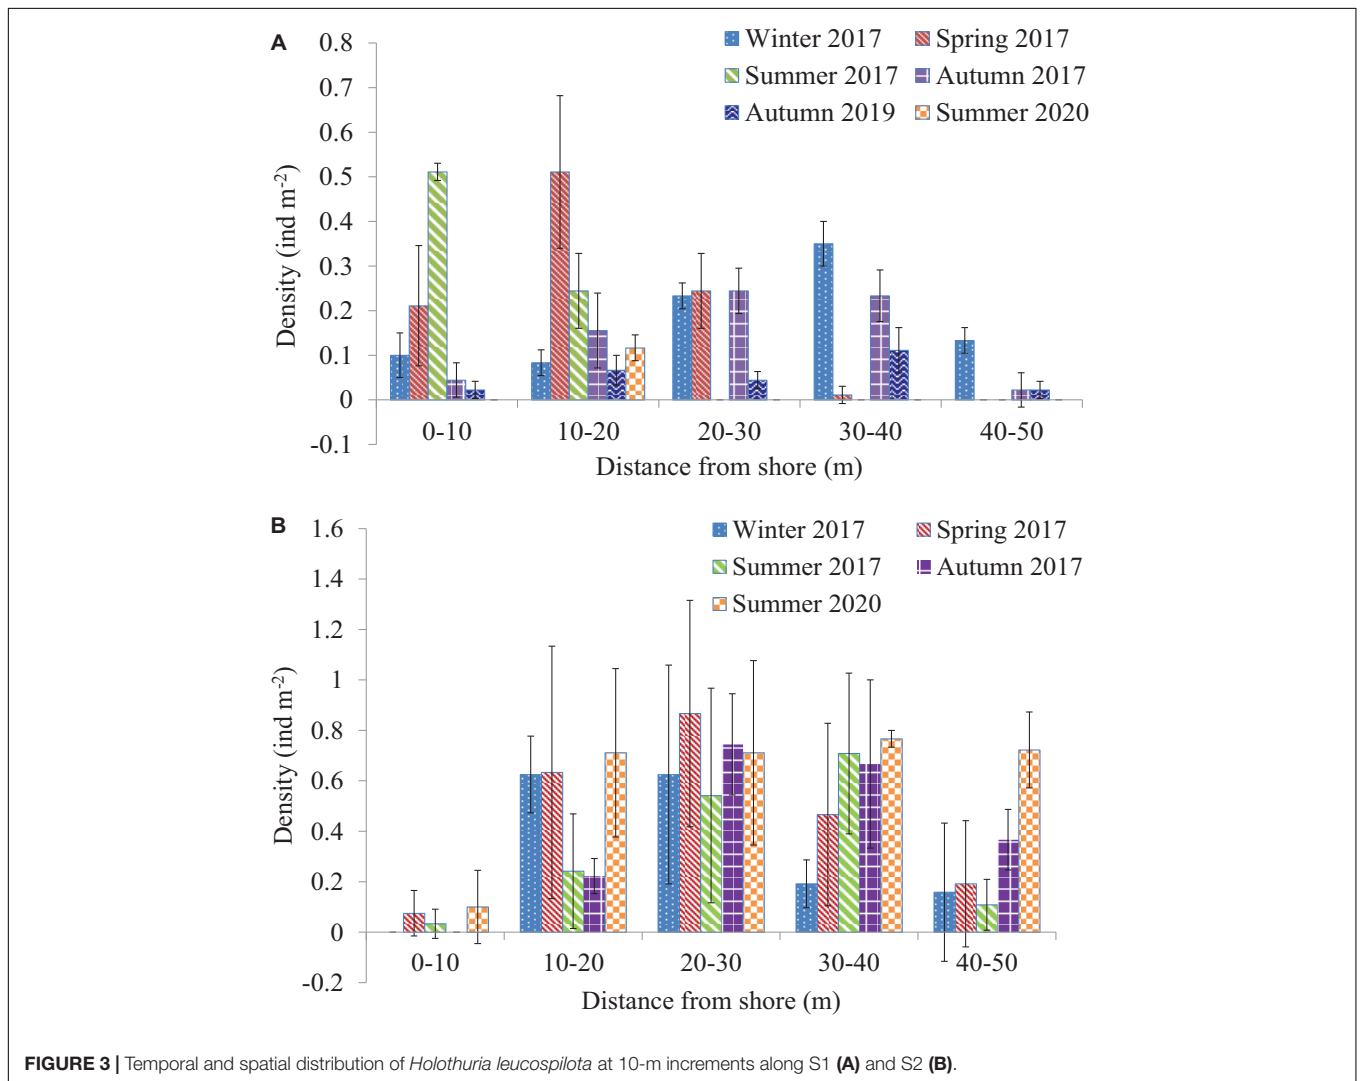 A
Winter 2017
Spring 2017
Summer 2017
Autumn 2017
Autumn 2019
Summer 2020
Density (ind m-2)
0.8
0.7
0.6
0.5
0.4
0.3
0.2
0.1
0
-0.1
0-10
10-20
20-30
30-40
40-50
Distance from shore (m)
B
Winter 2017
Spring 2017
Summer 2017
Autumn 2017
Summer 2020
Density (ind m-2)
1.6
1.4
1.2
1
0.8
0.6
0.4
0.2
0
-0.2
0-10
10-20
20-30
30-40
40-50
Distance from shore (m)
FIGURE 3 | Temporal and spatial distribution of Holothuria leucospilota at 10-m increments along S1 (A) and S2 (B).